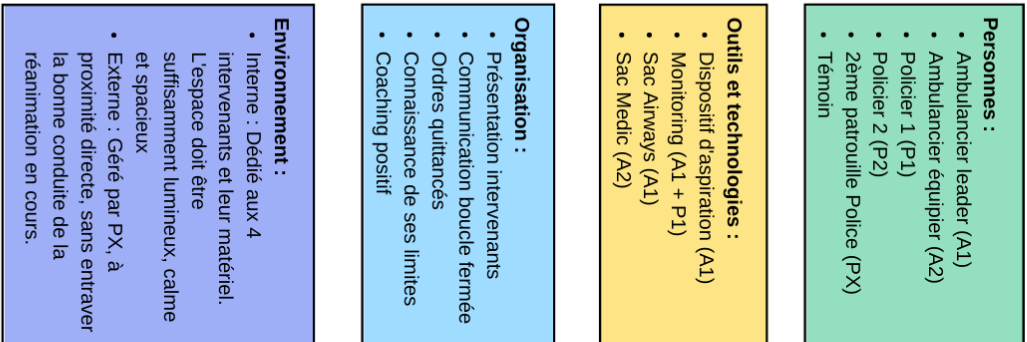 Personnes :
• Ambulancier leader (A1)
• Ambulancier équipier (A2)
• Policier 1 (P1)
• Policier 2 (P2)
• 2ème patrouille Police (PX)
• Témoin
Outils et technologies :
• Dispositif d'aspiration (A1)
• Monitoring (A1 + P1)
• Sac Airways (A1)
• Sac Medic (A2)
Organisation :
• Présentation intervenants
• Communication boucle fermée
• Ordres quittancés
• Connaissance de ses limites
• Coaching positif
Environnement :
• Interne : Dédié aux 4
intervenants et leur matériel.
L'espace doit être
suffisamment lumineux, calme
et spacieux
• Externe : Géré par PX, à
proximité directe, sans entraver
la bonne conduite de la
réanimation en cours.